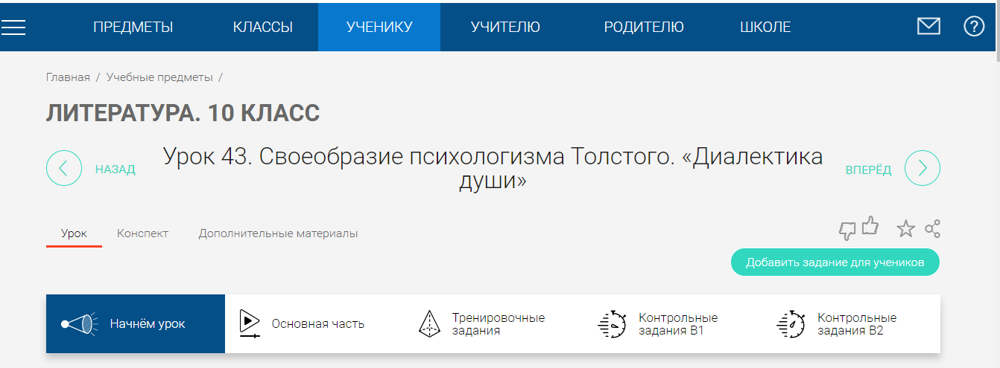 ПРЕДМЕТЫ КЛАССЫ УЧЕНИКУ УЧИТЕЛЮ РОДИТЕЛЮ ШКОЛЕ
Главная / Учебные предметы /
ЛИТЕРАТУРА. 10 КЛАСС
НАЗАД
Урок 43. Своеобразие психологизма Толстого. «Диалектика
души»
ВПЕРЁД
Урок Конспект Дополнительные материалы
Добавить задание для учеников
Начнём урок
Основная часть
Тренировочные
задания
Контрольные
задания В1
Контрольные
задания В2